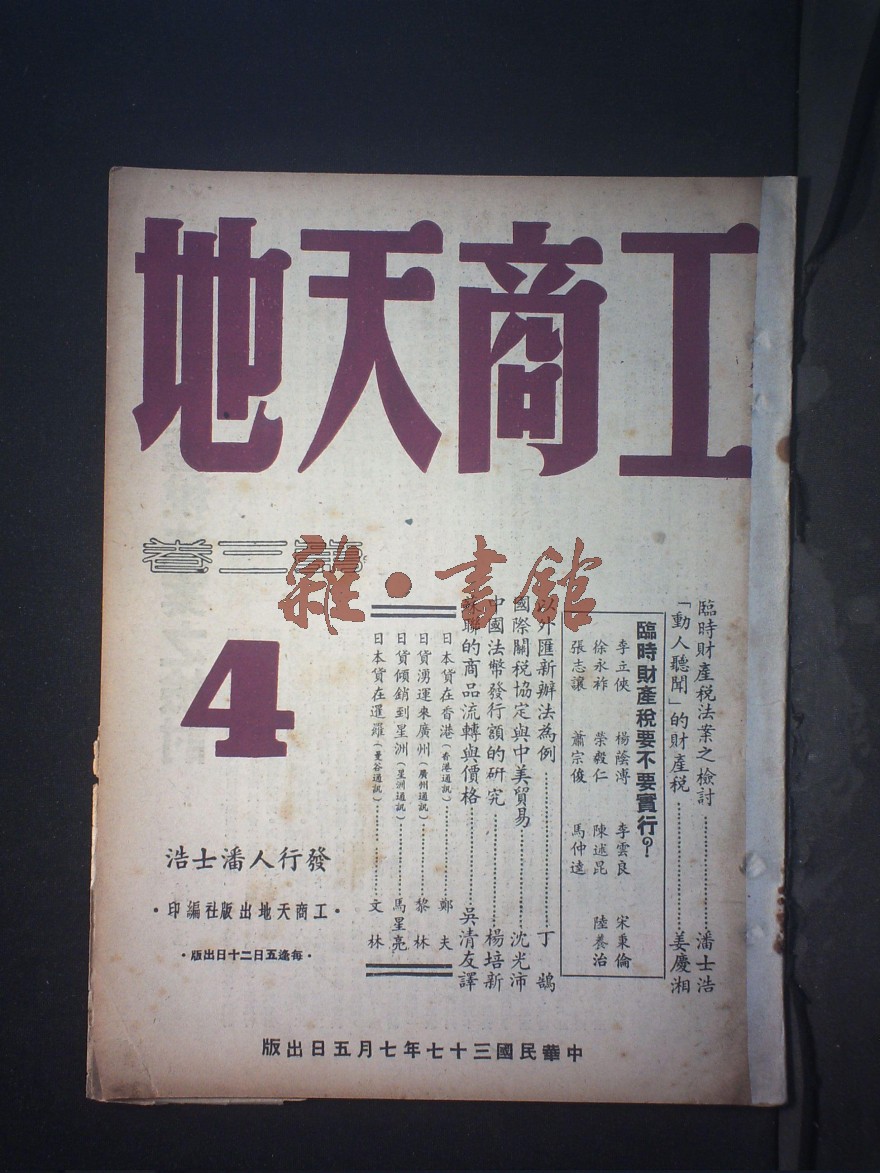 工商天地
第三卷
4
雜·書館
臨時財產稅法案之檢討⋯⋯潘士浩
「動人聽聞」的財產稅⋯⋯姜慶湘
臨時財產稅要不要實行?
李立俠 楊蔭溥 李雲良 宋秉倫
徐永祚 榮毅仁 陳述昆 陸養治
張志讓 蕭宗俊 馬仲達
以外匯新辦法為例⋯⋯丁鵠
國際關稅協定與中美貿易⋯⋯沈光沛
中國法幣發行額的研究⋯⋯楊培新
蘇聯的商品流轉與價格⋯⋯吳清友譯
日本貨在香港(香港通訊)⋯⋯鄭夫
日貨湧運來廣州(廣州通訊)⋯⋯黎林
日貨傾銷到星洲(星洲通訊)⋯⋯馬星亮
日本貨在暹羅(曼谷通訊)⋯⋯文林
發行人潘士浩
·工商天地出版社編印·
·每逢五日二十日出版·
中華民國三十七年七月五日出版